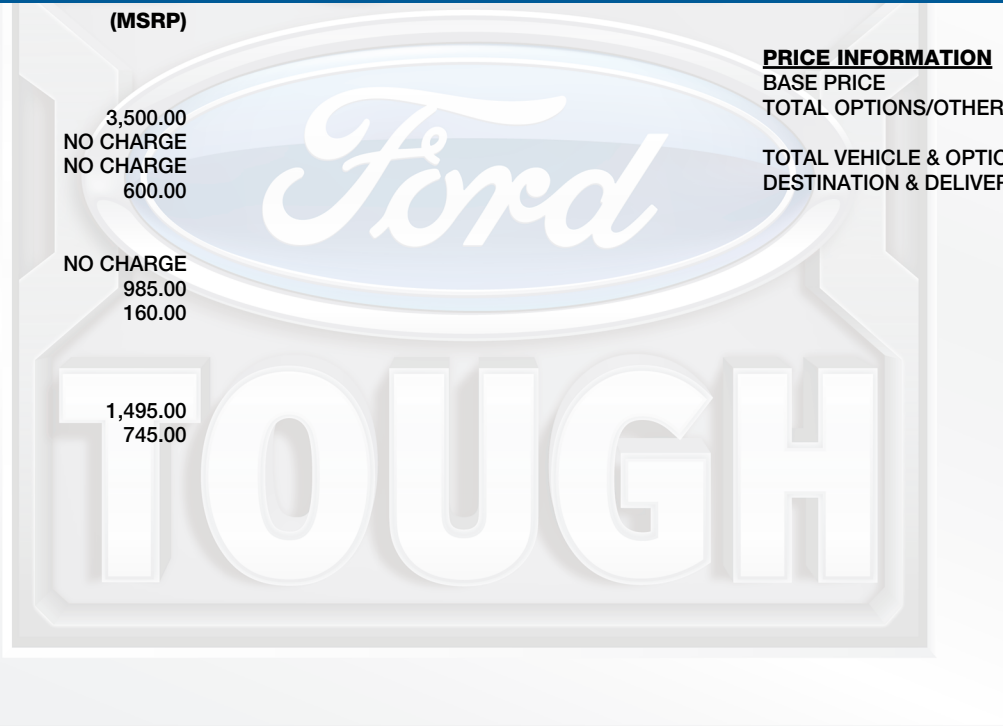 (MSRP)
3,500.00
NO CHARGE
NO CHARGE
600.00
NO CHARGE
985.00
160.00
1,495.00
745.00
PRICE INFORMATION
BASE PRICE
TOTAL OPTIONS/OTHER
TOTAL VEHICLE & OPTIO
DESTINATION & DELIVER
Ford
TOUGH